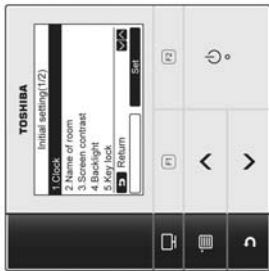 TOSHIBA
Initial setting(1/2)
1.Clock
2.Name of room
3.Screen contrast
4.Backlight
5.Key lock
Return
Set
F1
F2